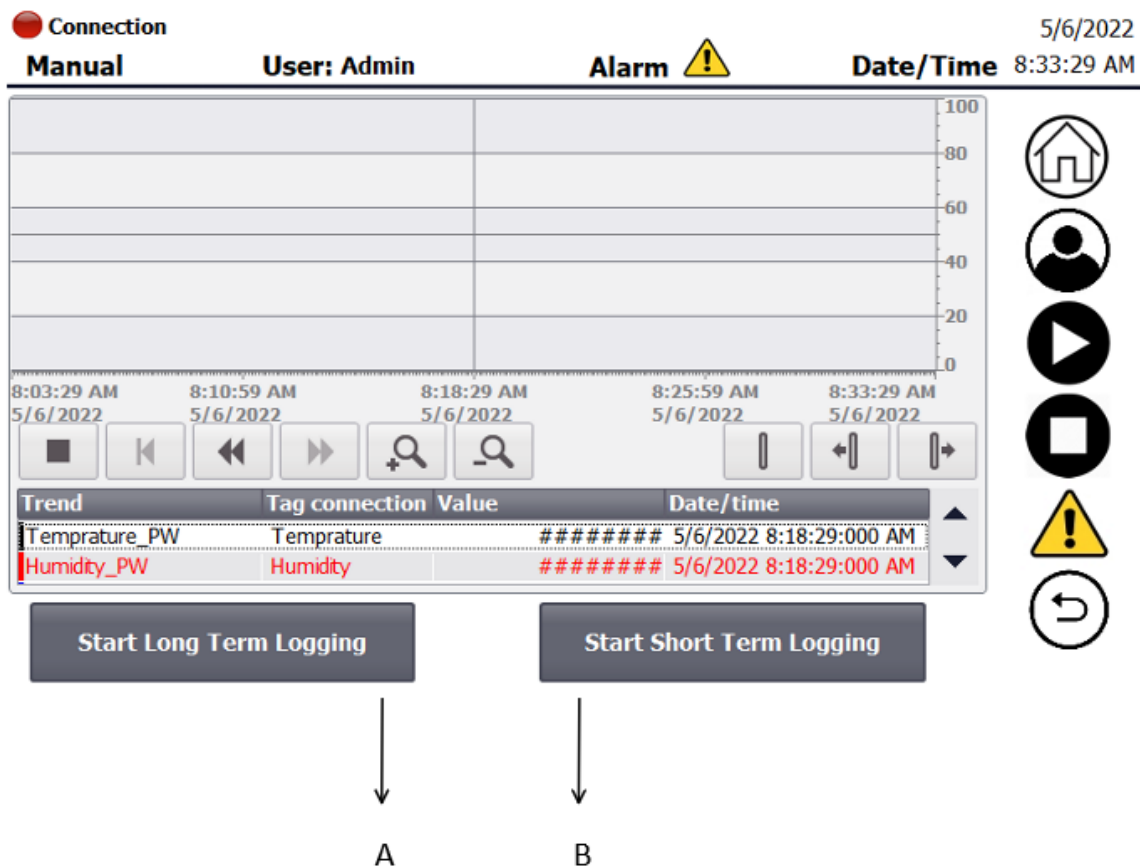 Connection
5/6/2022
Manual User: Admin Alarm Date/Time 8:33:29 AM
100
80
60
40
20
0
8:03:29 AM 8:10:59 AM 8:18:29 AM 8:25:59 AM 8:33:29 AM
5/6/2022 5/6/2022 5/6/2022 5/6/2022 5/6/2022
Trend Tag connection Value Date/time
Temprature_PW Temprature ######## 5/6/2022 8:18:29:000 AM
Humidity_PW Humidity ######## 5/6/2022 8:18:29:000 AM
Start Long Term Logging Start Short Term Logging
A B